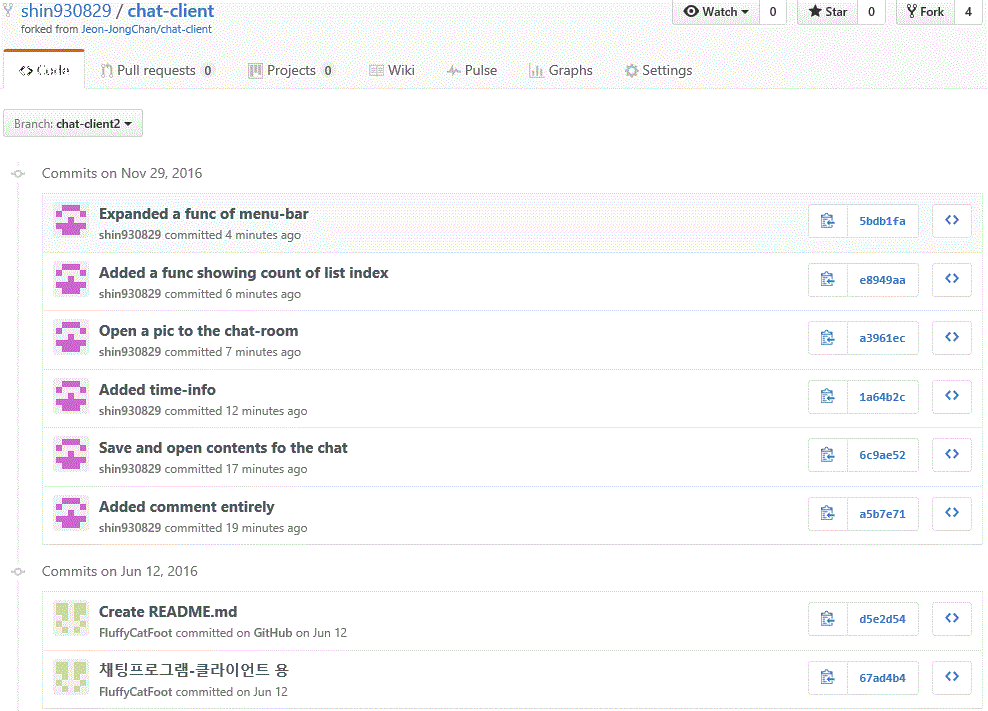 shin930829 / chat-client
Watch 0 Star 0 Fork 4
forked from Jeon-JongChan/chat-client
Code Pull requests 0 Projects 0 Wiki Pulse Graphs Settings
Branch: chat-client2
Commits on Nov 29, 2016
Expanded a func of menu-bar
shin930829 committed 4 minutes ago
5bdb1fa
Added a func showing count of list index
shin930829 committed 6 minutes ago
e8949aa
Open a pic to the chat-room
shin930829 committed 7 minutes ago
a3961ec
Added time-info
shin930829 committed 12 minutes ago
1a64b2c
Save and open contents fo the chat
shin930829 committed 17 minutes ago
6c9ae52
Added comment entirely
shin930829 committed 19 minutes ago
a5b7e71
Commits on Jun 12, 2016
Create README.md
FluffyCatFoot committed on GitHub on Jun 12
d5e2d54
채팅프로그램-클라이언트 용
FluffyCatFoot committed on Jun 12
67ad4b4